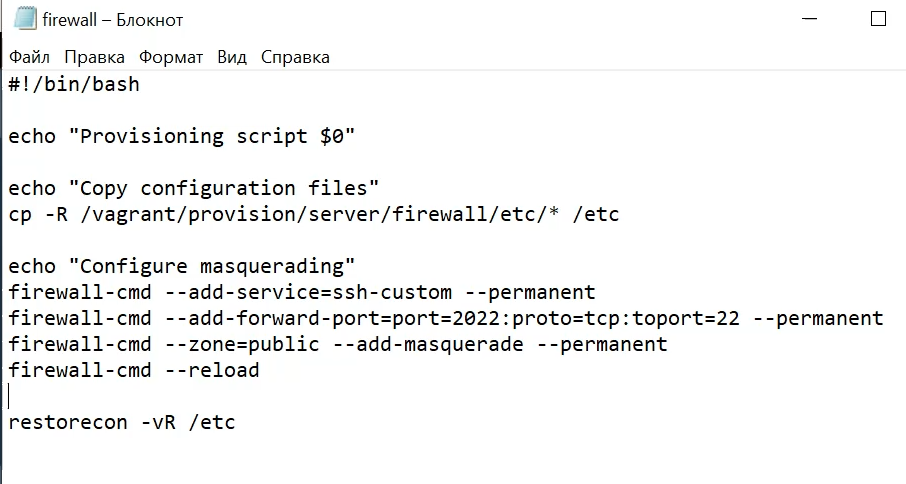 firewall – Блокнот
Файл Правка Формат Вид Справка
#!/bin/bash
echo "Provisioning script $0"
echo "Copy configuration files"
cp -R /vagrant/provision/server/firewall/etc/* /etc
echo "Configure masquerading"
firewall-cmd --add-service=ssh-custom --permanent
firewall-cmd --add-forward-port=port=2022:proto=tcp:toport=22 --permanent
firewall-cmd --zone=public --add-masquerade --permanent
firewall-cmd --reload
restorecon -vR /etc